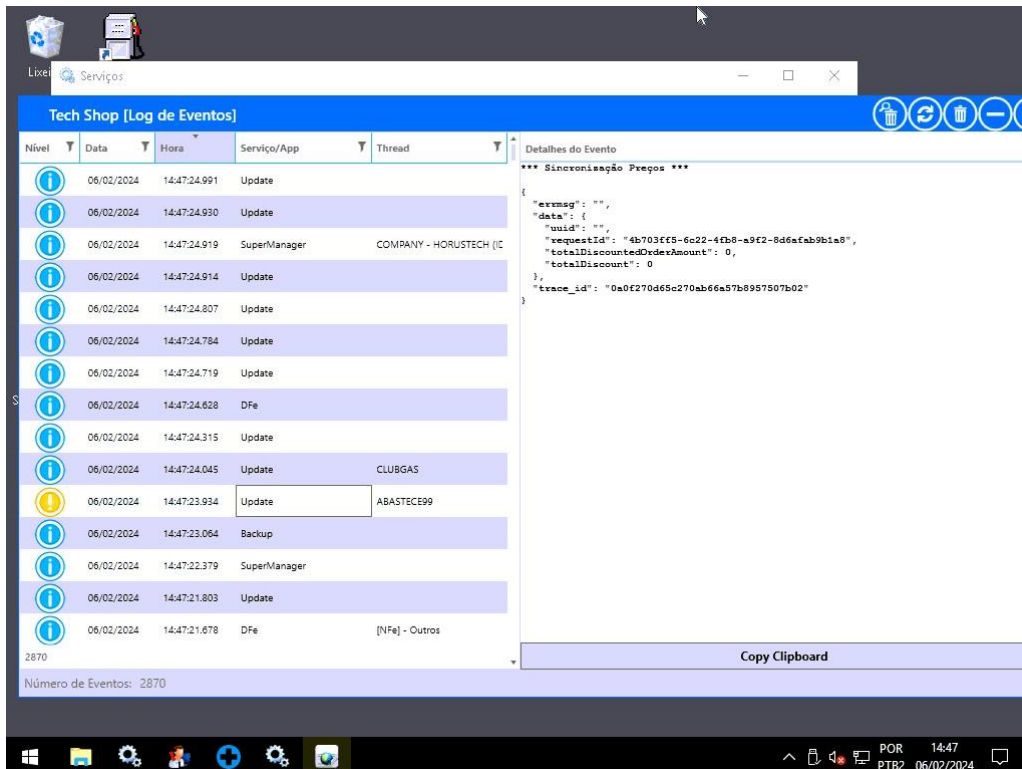 Lixei
Serviços
Tech Shop [Log de Eventos]
Nível Data Hora Serviço/App Thread
06/02/2024 14:47:24.991 Update
06/02/2024 14:47:24.930 Update
06/02/2024 14:47:24.919 SuperManager COMPANY - HORUSTECH (IC
06/02/2024 14:47:24.914 Update
06/02/2024 14:47:24.807 Update
06/02/2024 14:47:24.784 Update
06/02/2024 14:47:24.719 Update
06/02/2024 14:47:24.628 DFe
06/02/2024 14:47:24.315 Update
06/02/2024 14:47:24.045 Update CLUBGAS
06/02/2024 14:47:23.934 Update ABASTECE99
06/02/2024 14:47:23.064 Backup
06/02/2024 14:47:22.379 SuperManager
06/02/2024 14:47:21.803 Update
06/02/2024 14:47:21.678 DFe [NFe] - Outros
2870
Número de Eventos: 2870
Detalhes do Evento
*** Sincronização Preços ***
{
"errmsg": "",
"data": {
"uuid": "",
"requestId": "4b703ff5-6c22-4fb8-a9f2-8d6afab9b1a8",
"totalDiscountedOrderAmount": 0,
"totalDiscount": 0
},
"trace_id": "0a0f270d65c270ab66a57b8957507b02"
}
Copy Clipboard
S
POR 14:47
PTB2 06/02/2024